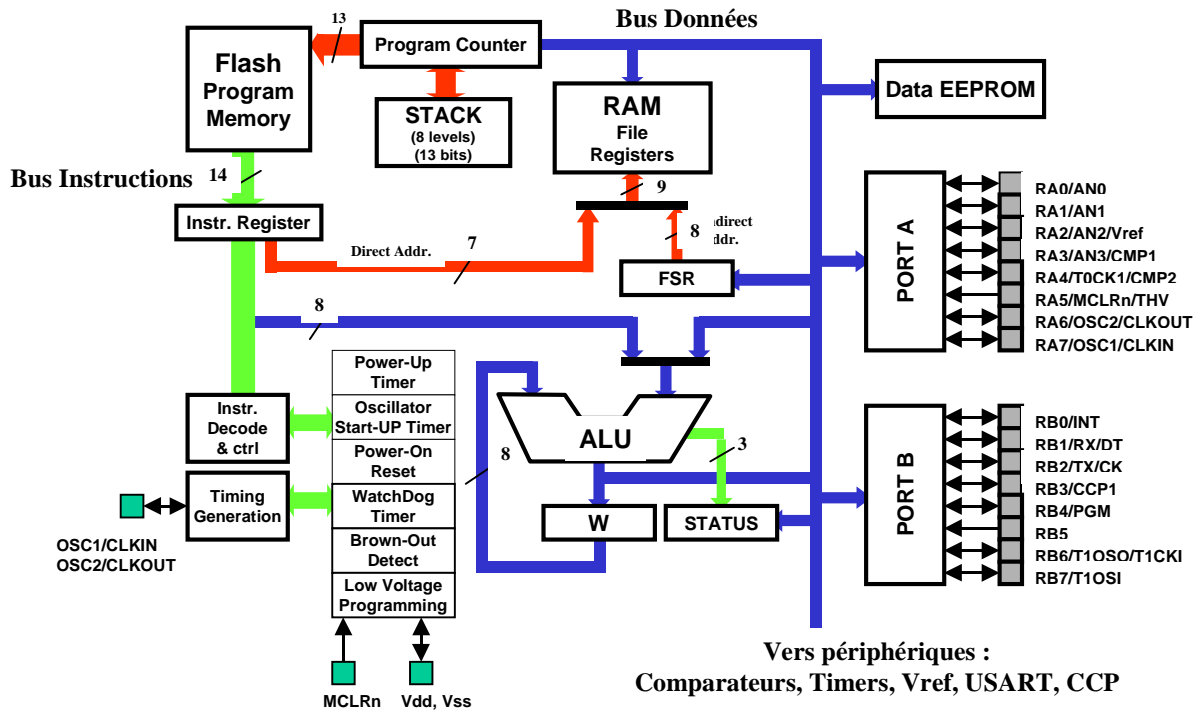 Bus Données
13
Program Counter
Flash
Program
Memory
STACK
(8 levels)
(13 bits)
RAM
File
Registers
Data EEPROM
Bus Instructions
14
9
Instr. Register
Direct Addr.
7
8
ndirect
ddr.
FSR
PORT A
RA0/AN0
RA1/AN1
RA2/AN2/Vref
RA3/AN3/CMP1
RA4/T0CK1/CMP2
RA5/MCLRn/THV
RA6/OSC2/CLKOUT
RA7/OSC1/CLKIN
8
Power-Up
Timer
Oscillator
Start-UP Timer
Power-On
Reset
WatchDog
Timer
Brown-Out
Detect
Low Voltage
Programming
Instr.
Decode
& ctrl
Timing
Generation
OSC1/CLKIN
OSC2/CLKOUT
8
ALU
3
W
STATUS
PORT B
RB0/INT
RB1/RX/DT
RB2/TX/CK
RB3/CCP1
RB4/PGM
RB5
RB6/T1OSO/T1CKI
RB7/T1OSI
MCLRn
Vdd, Vss
Vers périphériques :
Comparateurs, Timers, Vref, USART, CCP